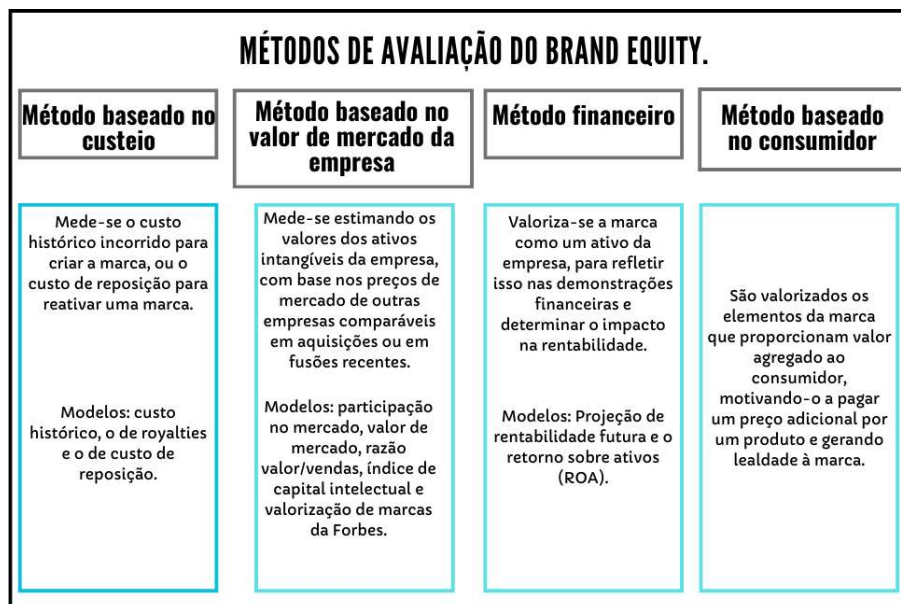 MÉTODOS DE AVALIAÇÃO DO BRAND EQUITY.
Método baseado no
custeio
Mede-se o custo
histórico incorrido para
criar a marca, ou o
custo de reposição para
reativar uma marca.
Modelos: custo
histórico, o de royalties
e o de custo de
reposição.
Método baseado no
valor de mercado da
empresa
Mede-se estimando os
valores dos ativos
intangíveis da empresa,
com base nos preços de
mercado de outras
empresas comparáveis
em aquisições ou em
fusões recentes.
Modelos: participação
no mercado, valor de
mercado, razão
valor/vendas, índice de
capital intelectual e
valorização de marcas
da Forbes.
Método financeiro
Valoriza-se a marca
como um ativo da
empresa, para refletir
isso nas demonstrações
financeiras e
determinar o impacto
na rentabilidade.
Modelos: Projeção de
rentabilidade futura e o
retorno sobre ativos
(ROA).
Método baseado
no consumidor
São valorizados os
elementos da marca
que proporcionam valor
agregado ao
consumidor,
motivando-o a pagar
um preço adicional por
um produto e gerando
lealdade à marca.